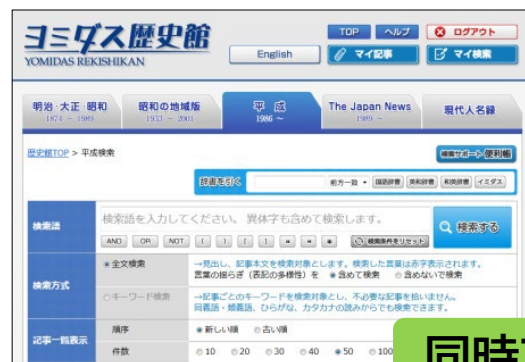 ヨミダス歴史館
YOMIDAS REKISHIKAN
English
TOP ヘルプ ログアウト
マイ記事 マイ検索
明治・大正・昭和 1874 ~ 1989
昭和の地域版 1933 ~ 2001
平成 1986 ~
The Japan News 1989 ~
現代人名録
歴史館TOP > 平成検索
検索サポート 便利帳
辞書を引く 前方一致 国語辞書 英和辞書 和英辞書 イミダス
検索語
検索語を入力してください。 異体字も含めて検索します。
検索する
AND OR NOT ( ) { } [ ] 検索条件をリセット
検索方式
全文検索
→見出し、記事本文を検索対象とします。検索した言葉は赤字表示されます。
言葉の揺らぎ（表記の多様性）を 含めて検索 含めないで検索
キーワード検索
→記事ごとのキーワードを検索対象とし、不必要な記事を拾いません。
同義語・類義語、ひらがな、カタカナの読みからでも検索できます。
記事一覧表示
順序 新しい順 古い順
件数 10 20 30 40 50 100
同時